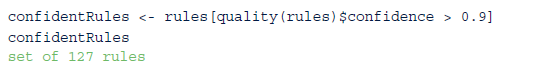 confidentRules <- rules[quality(rules)$confidence > 0.9]
confidentRules
set of 127 rules